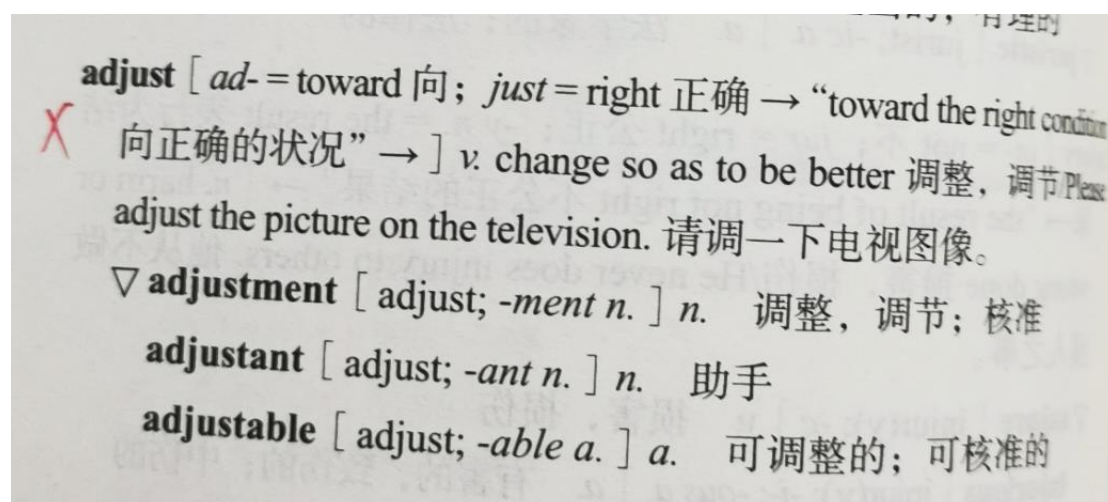 有理的
adjust [ ad- = toward 向；just = right 正确 → “toward the right condition
向正确的状况” → ] v. change so as to be better 调整，调节/Please
adjust the picture on the television. 请调一下电视图像。
▽ adjustment [ adjust; -ment n. ] n. 调整，调节；核准
adjustant [ adjust; -ant n. ] n. 助手
adjustable [ adjust; -able a. ] a. 可调整的；可核准的